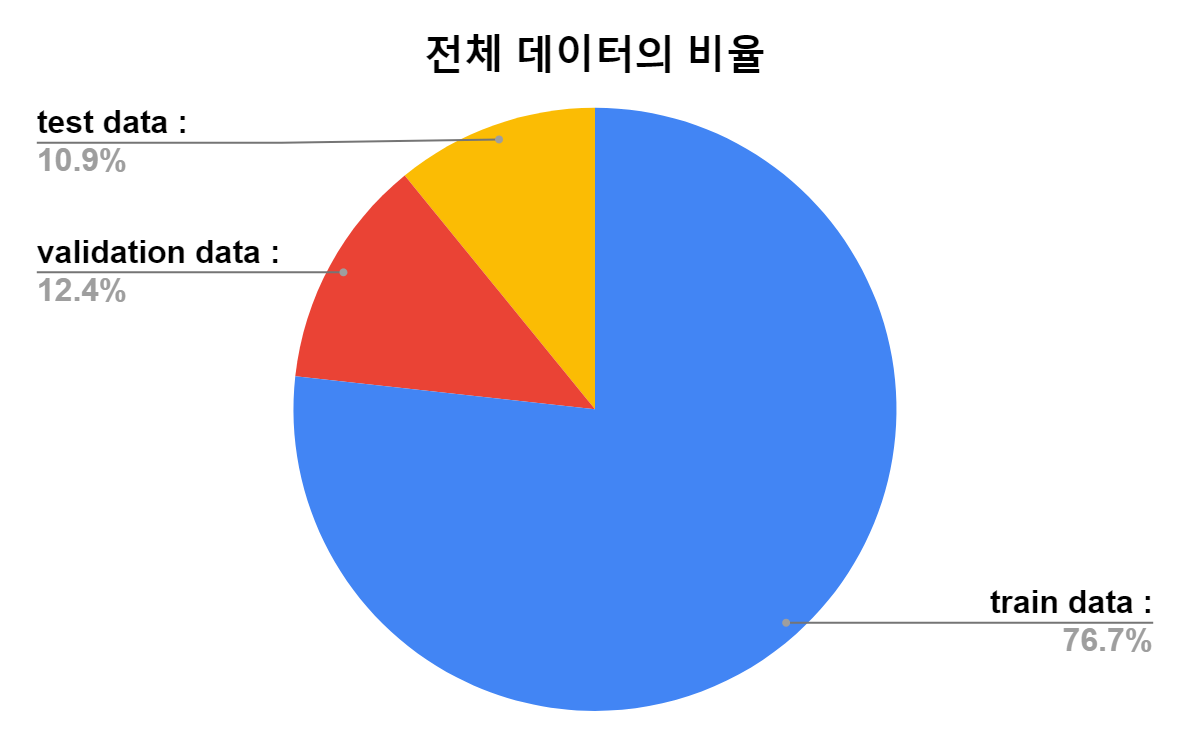 전체 데이터의 비율
test data :
10.9%
validation data :
12.4%
train data :
76.7%